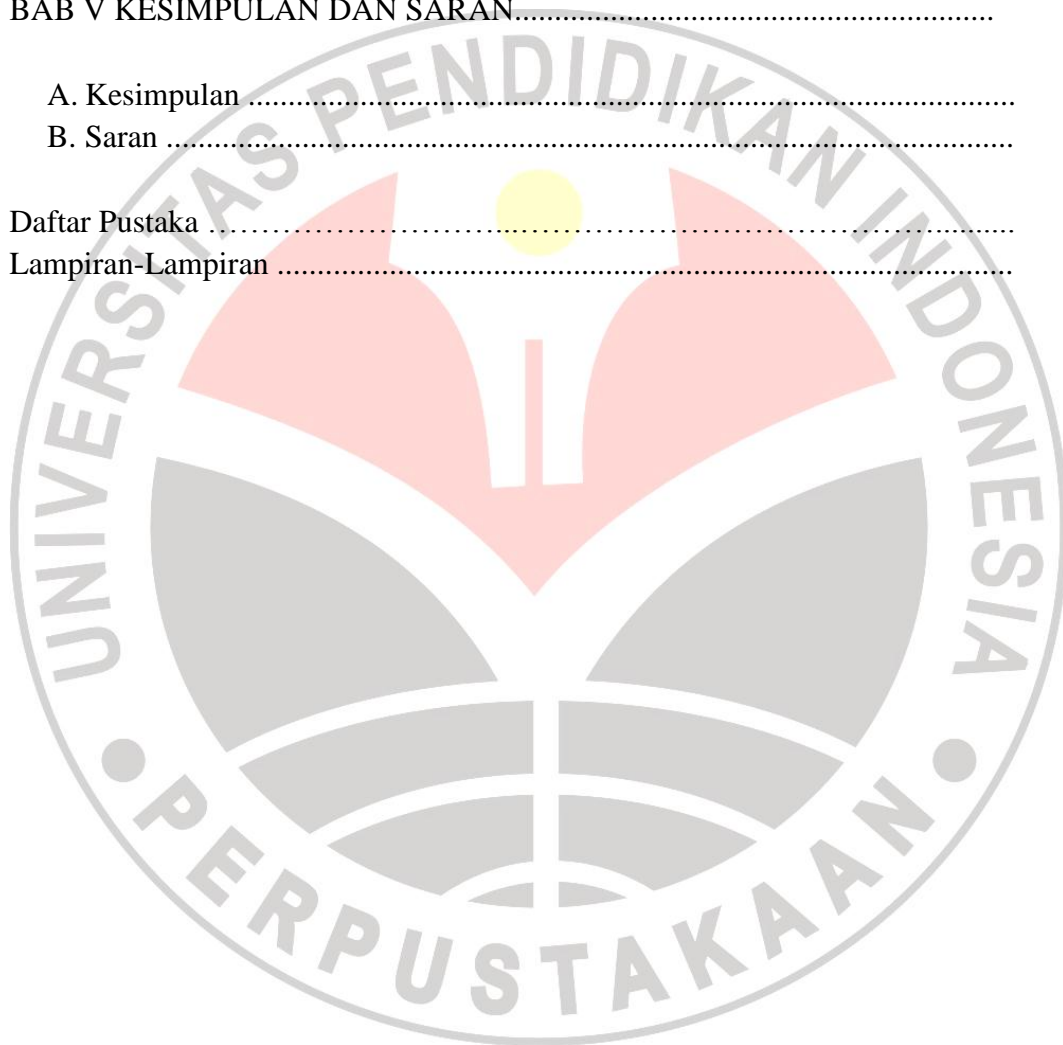 BAB V KESIMPULAN DAN SARAN............................................................
A. Kesimpulan ................................................................................................
B. Saran ..........................................................................................................
Daftar Pustaka ……………………….…………………………………………..........
Lampiran-Lampiran ............................................................................................
UNIVERSITAS PENDIDIKAN INDONESIA
PERPUSTAKAAN